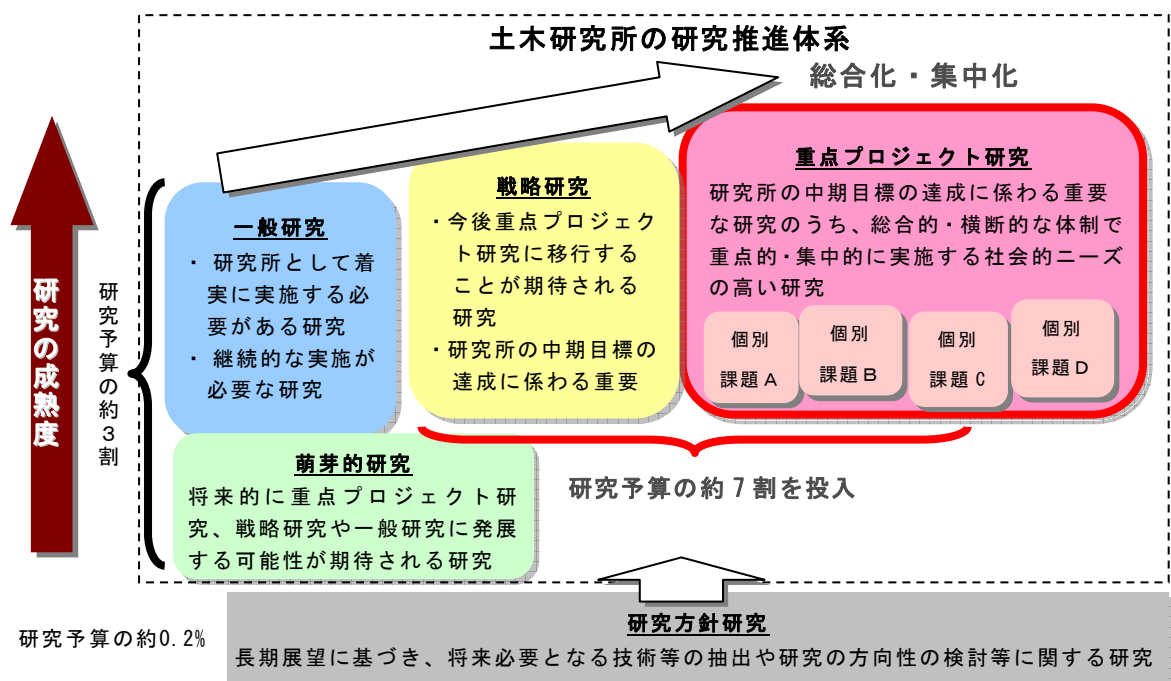 土木研究所の研究推進体系
総合化・集中化
研究の成熟度
研究予算の約３割
一般研究
・ 研究所として着
実に実施する必
要がある研究
・ 継続的な実施が
必要な研究
戦略研究
・今後重点プロジェク
ト研究に移行する
ことが期待される
研究
・研究所の中期目標の
達成に係わる重要
重点プロジェクト研究
研究所の中期目標の達成に係わる重要
な研究のうち、総合的・横断的な体制で
重点的・集中的に実施する社会的ニーズ
の高い研究
個別
課題Ａ
個別
課題Ｂ
個別
課題Ｃ
個別
課題Ｄ
萌芽的研究
将来的に重点プロジェクト研
究、戦略研究や一般研究に発展
する可能性が期待される研究
研究予算の約７割を投入
研究予算の約0.2%
研究方針研究
長期展望に基づき、将来必要となる技術等の抽出や研究の方向性の検討等に関する研究